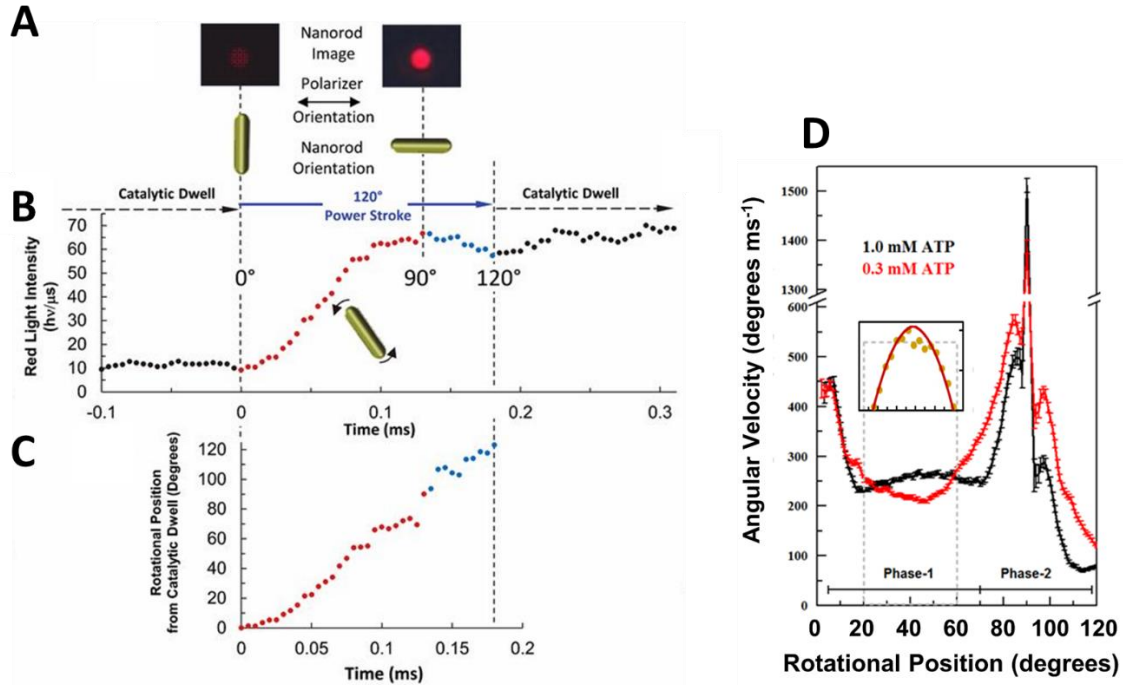 A
Nanorod
Image
Polarizer
Orientation
Nanorod
Orientation
B
Catalytic Dwell
120°
Power Stroke
Catalytic Dwell
Red Light Intensity
(hν/μs)
70
60
50
40
30
20
10
0
0°
90°
120°
-0.1
0
0.1
0.2
0.3
Time (ms)
C
Rotational Position
from Catalytic Dwell (Degrees)
120
100
80
60
40
20
0
0
0.05
0.1
0.15
0.2
Time (ms)
D
Angular Velocity (degrees ms-1)
1500
1400
1300
600
500
400
300
200
100
0
1.0 mM ATP
0.3 mM ATP
Phase-1
Phase-2
0 20 40 60 80 100 120
Rotational Position (degrees)